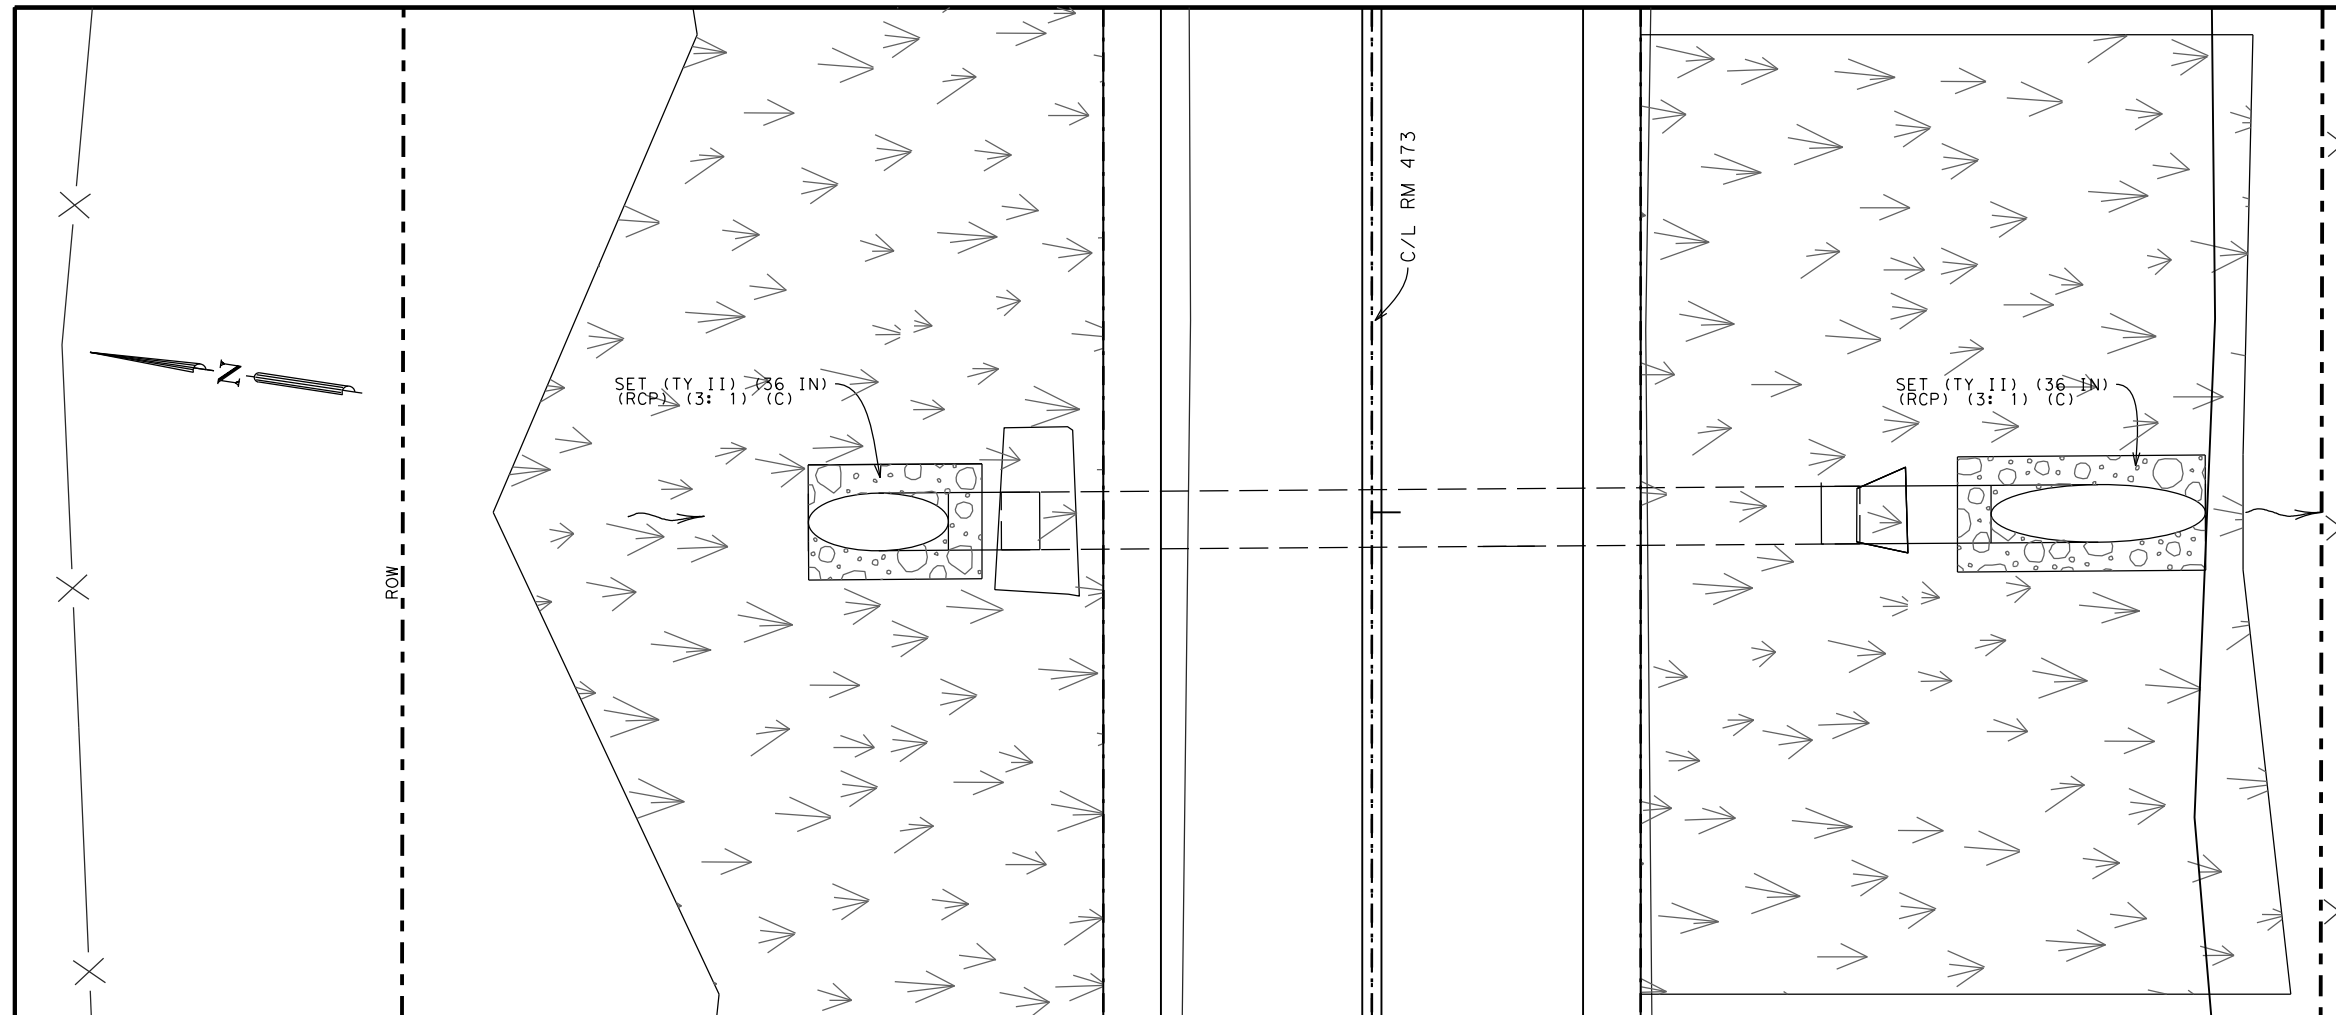 C/L RM 473
N
SET (TY II) (36 IN)
(RCP) (3: 1) (C)
SET (TY II) (36 IN)
(RCP) (3: 1) (C)
ROW